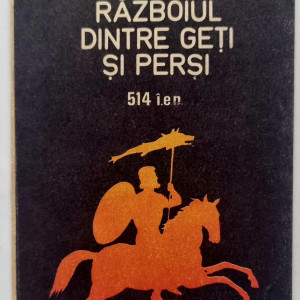 RĂZBOIUL
DINTRE GEȚI
ȘI PERȘI
514 î.e.n.